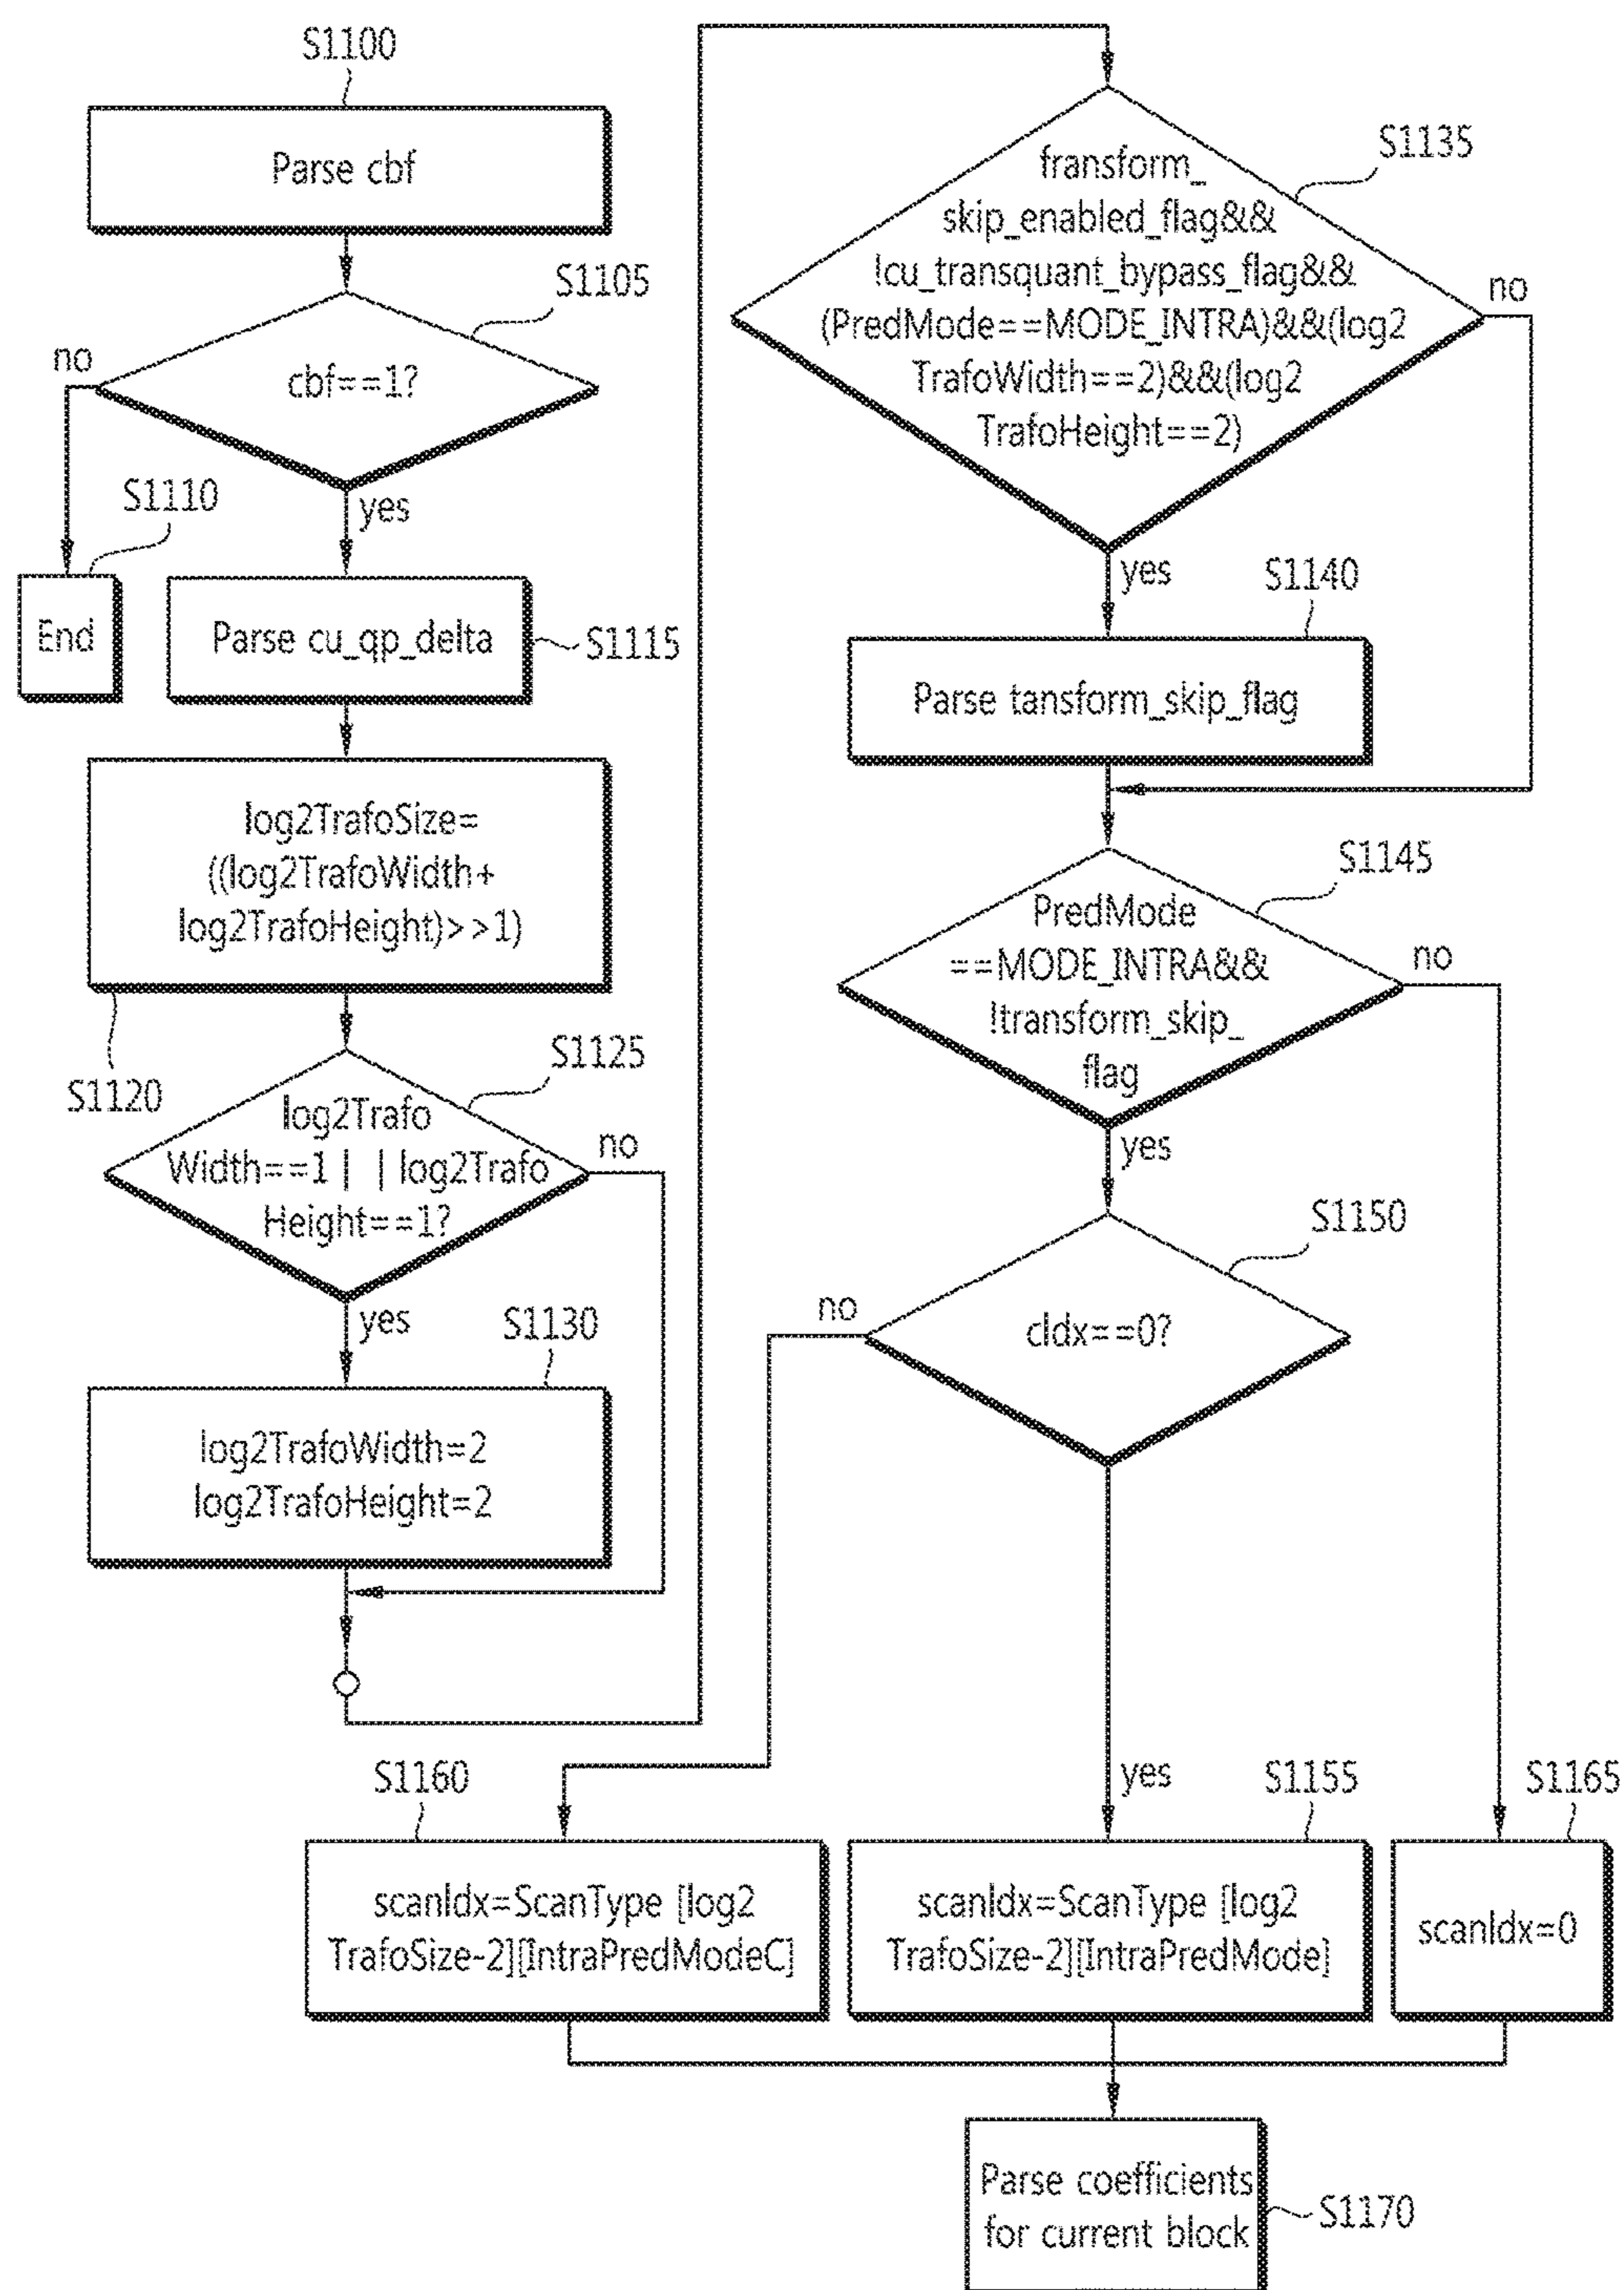 S1100
Parse cbf
S1105
no
cbf==1?
yes
S1110
End
Parse cu_qp_delta
S1115
log2TrafoSize=
((log2TrafoWidth+
log2TrafoHeight)>>1)
S1120
S1125
log2Trafo
Width==1 | | log2Trafo
Height==1?
no
yes
S1130
log2TrafoWidth=2
log2TrafoHeight=2
S1135
fransform_
skip_enabled_flag&&
!cu_transquant_bypass_flag&&
(PredMode==MODE_INTRA)&&(log2
TrafoWidth==2)&&(log2
TrafoHeight==2)
no
yes
S1140
Parse tansform_skip_flag
S1145
PredMode
==MODE_INTRA&&
!transform_skip_
flag
no
yes
S1150
no
cIdx==0?
yes
S1160
scanIdx=ScanType [log2
TrafoSize-2][IntraPredModeC]
S1155
scanIdx=ScanType [log2
TrafoSize-2][IntraPredMode]
S1165
scanIdx=0
Parse coefficients
for current block
S1170